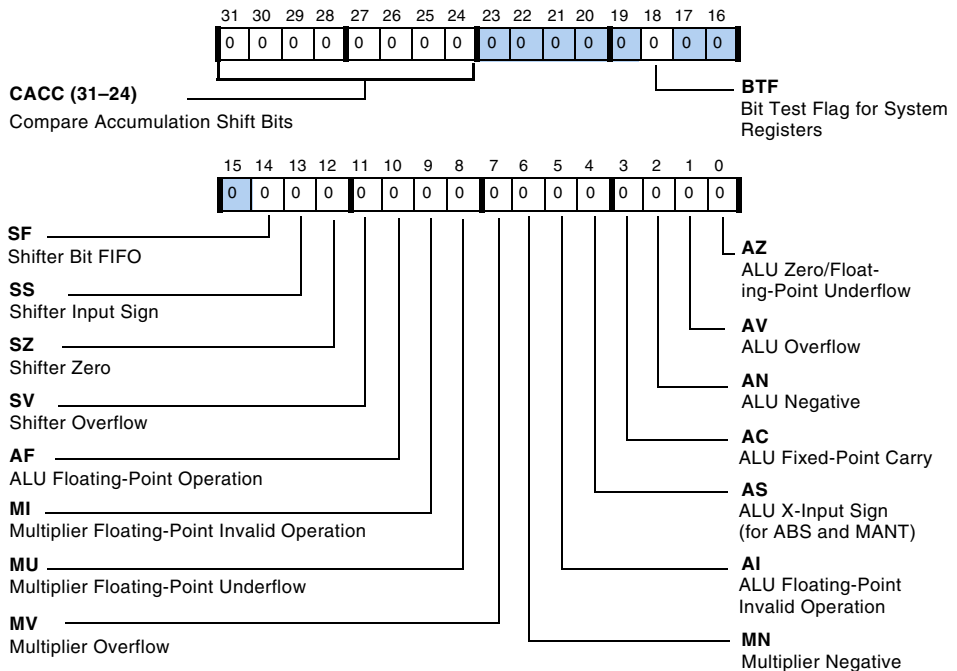 31 30 29 28 27 26 25 24 23 22 21 20 19 18 17 16
0 0 0 0 0 0 0 0 0 0 0 0 0 0 0 0
CACC (31–24)
Compare Accumulation Shift Bits
BTF
Bit Test Flag for System
Registers
15 14 13 12 11 10 9 8 7 6 5 4 3 2 1 0
0 0 0 0 0 0 0 0 0 0 0 0 0 0 0 0
SF
Shifter Bit FIFO
SS
Shifter Input Sign
SZ
Shifter Zero
SV
Shifter Overflow
AF
ALU Floating-Point Operation
MI
Multiplier Floating-Point Invalid Operation
MU
Multiplier Floating-Point Underflow
MV
Multiplier Overflow
AZ
ALU Zero/Float-
ing-Point Underflow
AV
ALU Overflow
AN
ALU Negative
AC
ALU Fixed-Point Carry
AS
ALU X-Input Sign
(for ABS and MANT)
AI
ALU Floating-Point
Invalid Operation
MN
Multiplier Negative